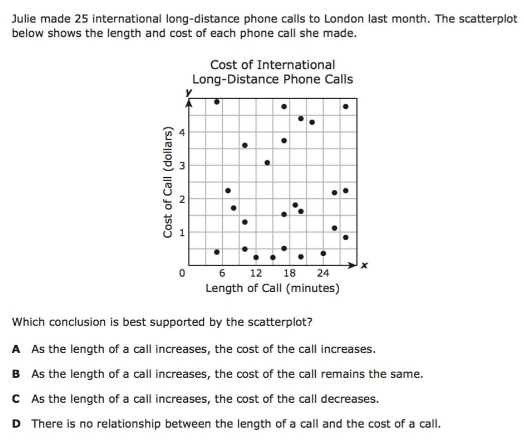 Julie made 25 international long-distance phone calls to London last month. The scatterplot
below shows the length and cost of each phone call she made.
Cost of International
Long-Distance Phone Calls
y
Cost of Call (dollars)
4
3
2
1
0 6 12 18 24 x
Length of Call (minutes)
Which conclusion is best supported by the scatterplot?
A As the length of a call increases, the cost of the call increases.
B As the length of a call increases, the cost of the call remains the same.
C As the length of a call increases, the cost of the call decreases.
D There is no relationship between the length of a call and the cost of a call.